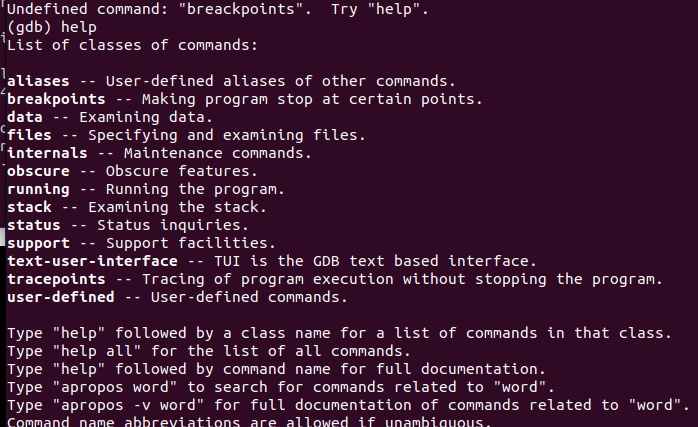 Undefined command: "breackpoints".  Try "help".
(gdb) help
List of classes of commands:
aliases -- User-defined aliases of other commands.
breakpoints -- Making program stop at certain points.
data -- Examining data.
files -- Specifying and examining files.
internals -- Maintenance commands.
obscure -- Obscure features.
running -- Running the program.
stack -- Examining the stack.
status -- Status inquiries.
support -- Support facilities.
text-user-interface -- TUI is the GDB text based interface.
tracepoints -- Tracing of program execution without stopping the program.
user-defined -- User-defined commands.
Type "help" followed by a class name for a list of commands in that class.
Type "help all" for the list of all commands.
Type "help" followed by command name for full documentation.
Type "apropos word" to search for commands related to "word".
Type "apropos -v word" for full documentation of commands related to "word".
Command name abbreviations are allowed if unambiguous.